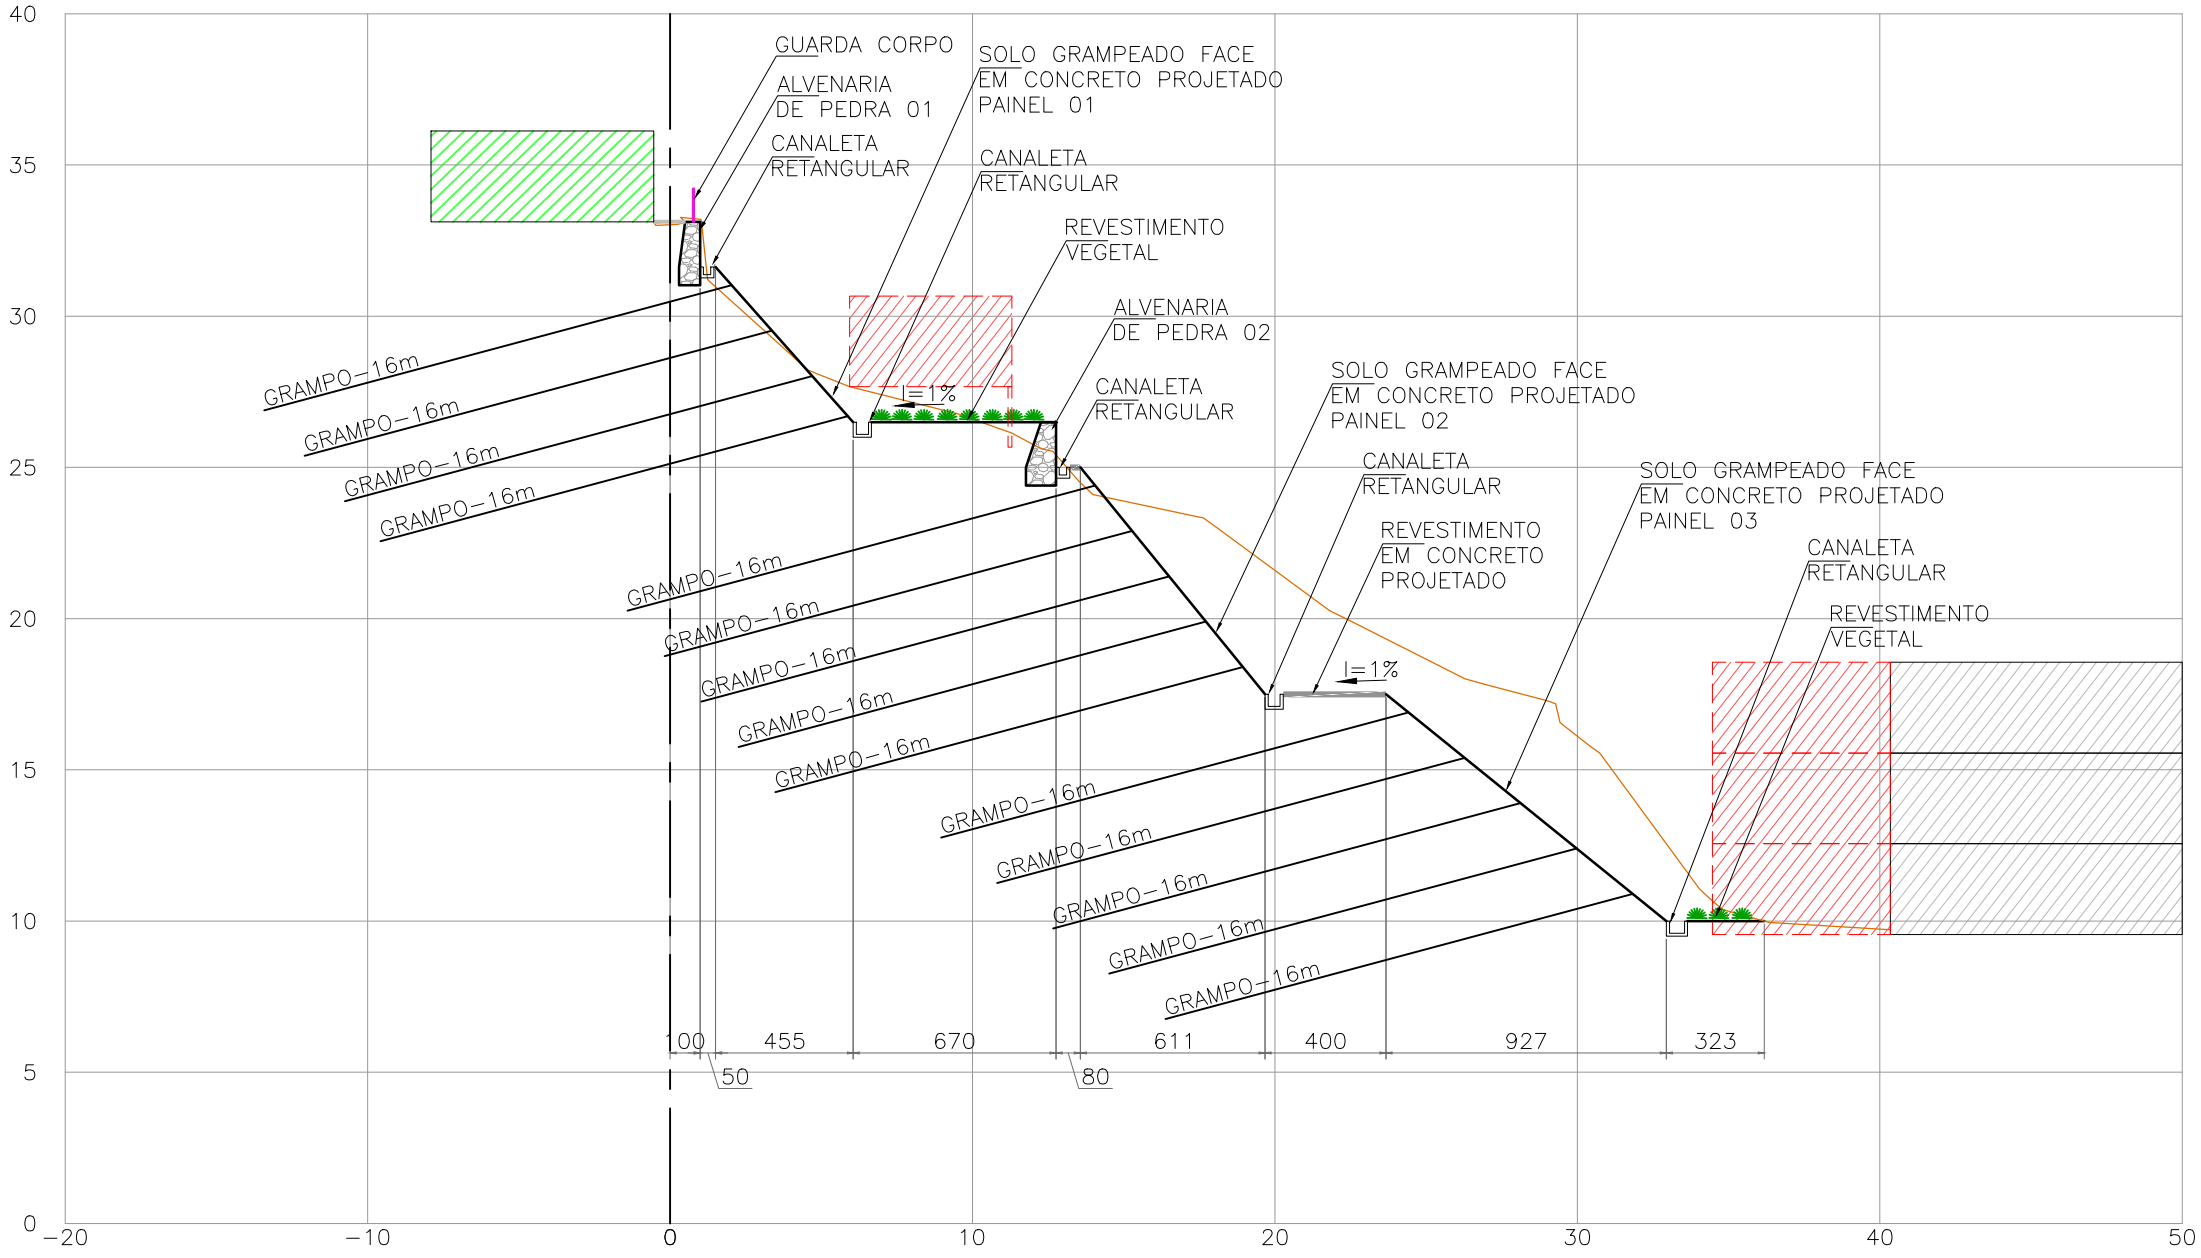 40
35
30
25
20
15
10
5
0
GUARDA CORPO
ALVENARIA
DE PEDRA 01
CANALETA
RETANGULAR
SOLO GRAMPEADO FACE
EM CONCRETO PROJETADO
PAINEL 01
CANALETA
RETANGULAR
REVESTIMENTO
VEGETAL
ALVENARIA
DE PEDRA 02
CANALETA
RETANGULAR
I=1%
SOLO GRAMPEADO FACE
EM CONCRETO PROJETADO
PAINEL 02
CANALETA
RETANGULAR
REVESTIMENTO
EM CONCRETO
PROJETADO
I=1%
SOLO GRAMPEADO FACE
EM CONCRETO PROJETADO
PAINEL 03
CANALETA
RETANGULAR
REVESTIMENTO
VEGETAL
GRAMPO-16m
GRAMPO-16m
GRAMPO-16m
GRAMPO-16m
GRAMPO-16m
GRAMPO-16m
GRAMPO-16m
GRAMPO-16m
GRAMPO-16m
GRAMPO-16m
GRAMPO-16m
GRAMPO-16m
GRAMPO-16m
GRAMPO-16m
100
455
670
611
400
927
323
50
80
-20
-10
0
10
20
30
40
50